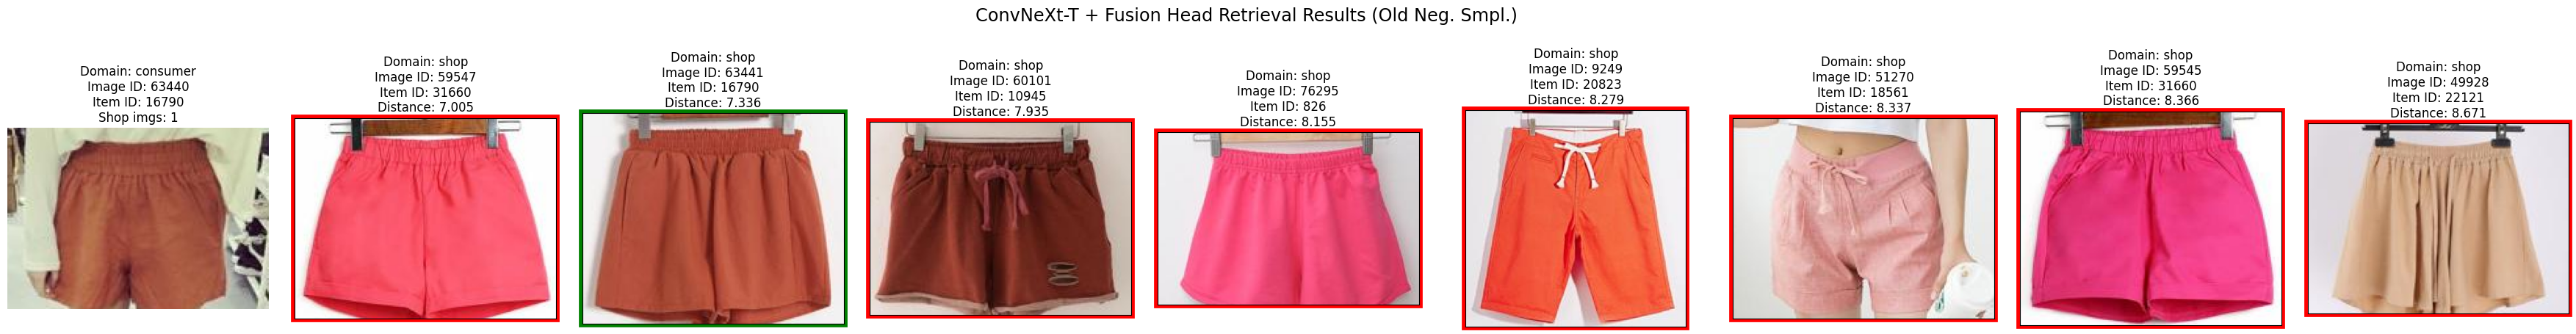 ConvNeXt-T + Fusion Head Retrieval Results (Old Neg. Smpl.)
Domain: consumer
Image ID: 63440
Item ID: 16790
Shop imgs: 1
Domain: shop
Image ID: 59547
Item ID: 31660
Distance: 7.005
Domain: shop
Image ID: 63441
Item ID: 16790
Distance: 7.336
Domain: shop
Image ID: 60101
Item ID: 10945
Distance: 7.935
Domain: shop
Image ID: 76295
Item ID: 826
Distance: 8.155
Domain: shop
Image ID: 9249
Item ID: 20823
Distance: 8.279
Domain: shop
Image ID: 51270
Item ID: 18561
Distance: 8.337
Domain: shop
Image ID: 59545
Item ID: 31660
Distance: 8.366
Domain: shop
Image ID: 49928
Item ID: 22121
Distance: 8.671